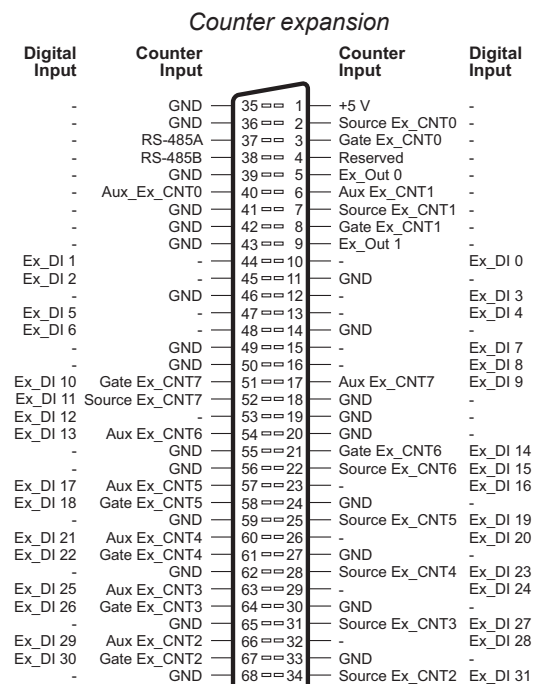 Counter expansion
Digital Input Counter Input Counter Input Digital Input
- GND 35 1 +5 V -
- GND 36 2 Source Ex_CNT0 -
- RS-485A 37 3 Gate Ex_CNT0 -
- RS-485B 38 4 Reserved -
- GND 39 5 Ex_Out 0 -
- Aux_Ex_CNT0 40 6 Aux Ex_CNT1 -
- GND 41 7 Source Ex_CNT1 -
- GND 42 8 Gate Ex_CNT1 -
- GND 43 9 Ex_Out 1 -
Ex_DI 1 - 44 10 - Ex_DI 0
Ex_DI 2 - 45 11 GND -
- GND 46 12 - Ex_DI 3
Ex_DI 5 - 47 13 - Ex_DI 4
Ex_DI 6 - 48 14 GND -
- GND 49 15 - Ex_DI 7
- GND 50 16 - Ex_DI 8
Ex_DI 10 Gate Ex_CNT7 51 17 Aux Ex_CNT7 Ex_DI 9
Ex_DI 11 Source Ex_CNT7 52 18 GND -
Ex_DI 12 - 53 19 GND -
Ex_DI 13 Aux Ex_CNT6 54 20 GND -
- GND 55 21 Gate Ex_CNT6 Ex_DI 14
- GND 56 22 Source Ex_CNT6 Ex_DI 15
Ex_DI 17 Aux Ex_CNT5 57 23 - Ex_DI 16
Ex_DI 18 Gate Ex_CNT5 58 24 GND -
- GND 59 25 Source Ex_CNT5 Ex_DI 19
Ex_DI 21 Aux Ex_CNT4 60 26 - Ex_DI 20
Ex_DI 22 Gate Ex_CNT4 61 27 GND -
- GND 62 28 Source Ex_CNT4 Ex_DI 23
Ex_DI 25 Aux Ex_CNT3 63 29 - Ex_DI 24
Ex_DI 26 Gate Ex_CNT3 64 30 GND -
- GND 65 31 Source Ex_CNT3 Ex_DI 27
Ex_DI 29 Aux Ex_CNT2 66 32 - Ex_DI 28
Ex_DI 30 Gate Ex_CNT2 67 33 GND -
- GND 68 34 Source Ex_CNT2 Ex_DI 31